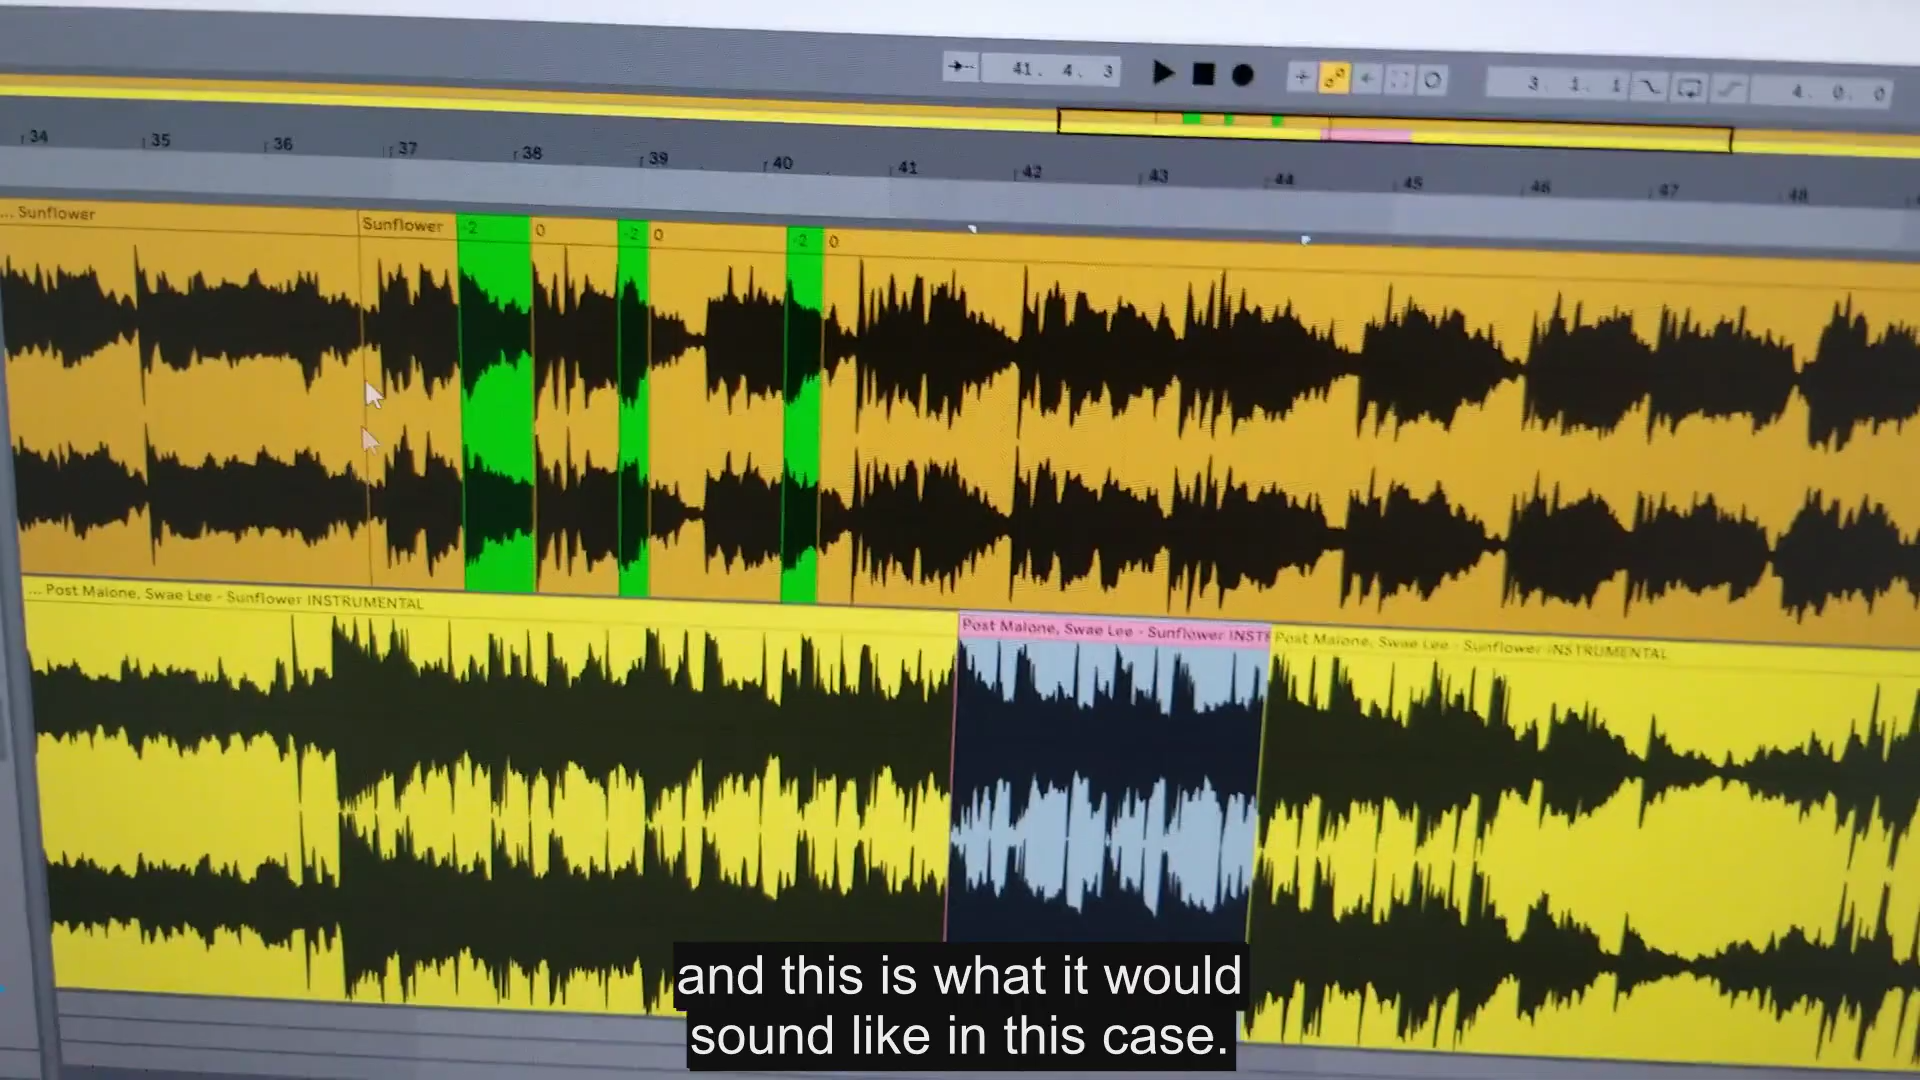 41. 4. 3
3. 1. 1
4. 0. 0
34 35 36 37 38 39 40 41 42 43 44 45 46 47 48
... Sunflower
Sunflower
-2 0 -2 0 -2 0
... Post Malone, Swae Lee - Sunflower INSTRUMENTAL
Post Malone, Swae Lee - Sunflower INSTR
Post Malone, Swae Lee - Sunflower INSTRUMENTAL
and this is what it would
sound like in this case.